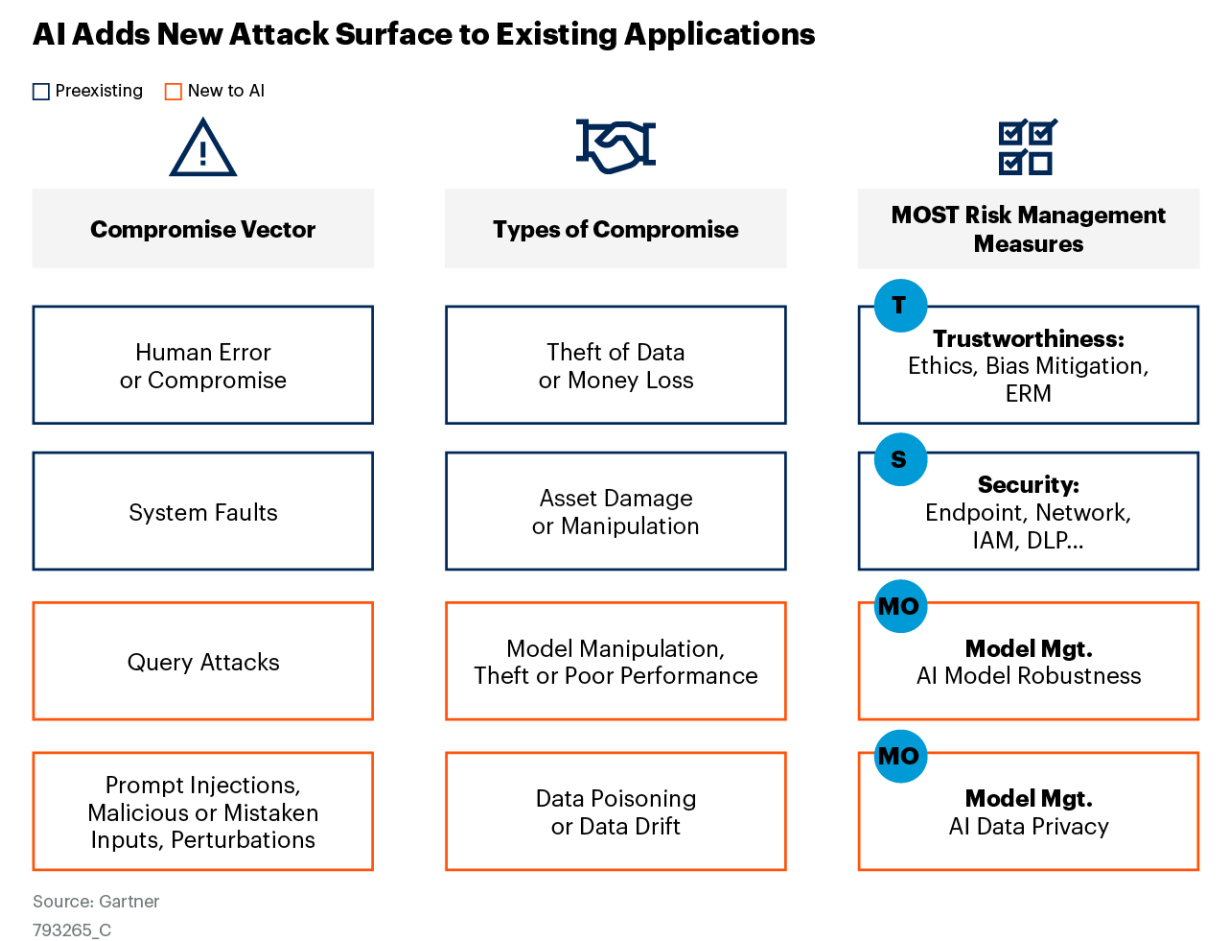 AI Adds New Attack Surface to Existing Applications
Preexisting
New to AI
Compromise Vector
Types of Compromise
MOST Risk Management
Measures
Human Error
or Compromise
Theft of Data
or Money Loss
T
Trustworthiness:
Ethics, Bias Mitigation,
ERM
System Faults
Asset Damage
or Manipulation
S
Security:
Endpoint, Network,
IAM, DLP...
Query Attacks
Model Manipulation,
Theft or Poor Performance
MO
Model Mgt.
AI Model Robustness
Prompt Injections,
Malicious or Mistaken
Inputs, Perturbations
Data Poisoning
or Data Drift
MO
Model Mgt.
AI Data Privacy
Source: Gartner
793265_C